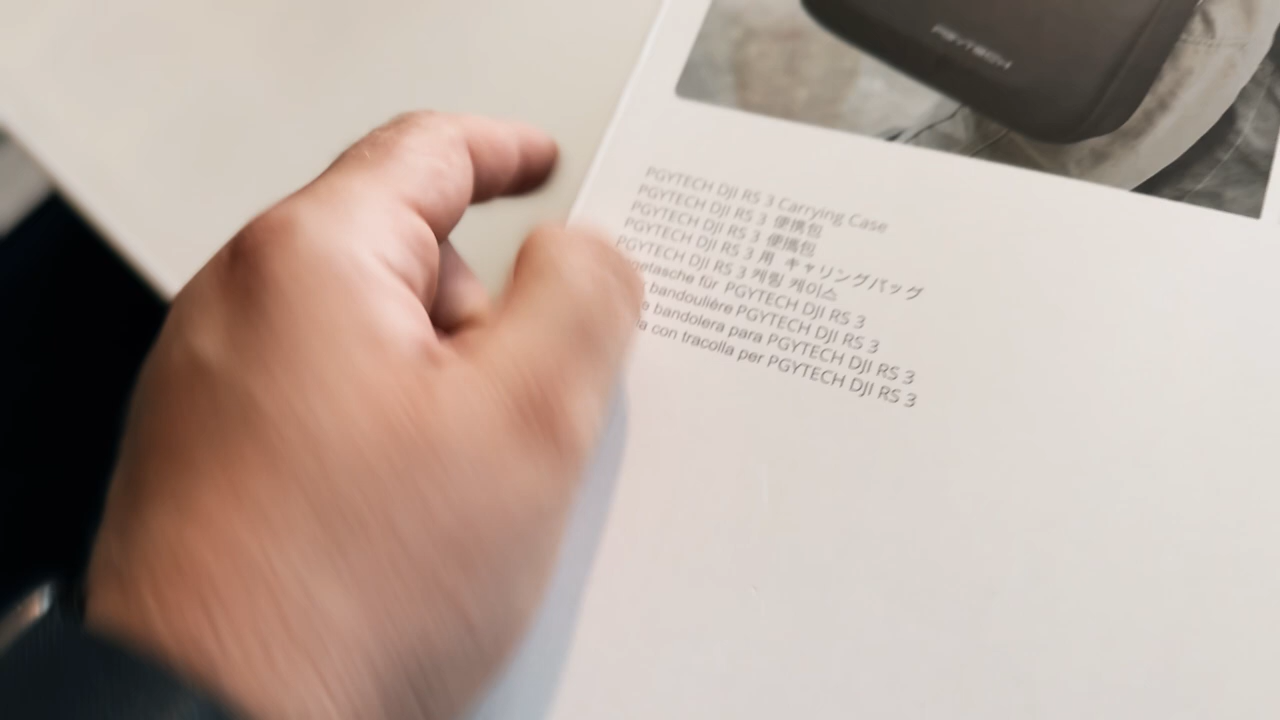 PGYTECH
PGYTECH DJI RS 3 Carrying Case
PGYTECH DJI RS 3 便携包
PGYTECH DJI RS 3 便攜包
PGYTECH DJI RS 3 用 キャリングバッグ
PGYTECH DJI RS 3 캐링 케이스
für PGYTECH DJI RS 3
bandoulière PGYTECH DJI RS 3
bandolera para PGYTECH DJI RS 3
con tracolla per PGYTECH DJI RS 3